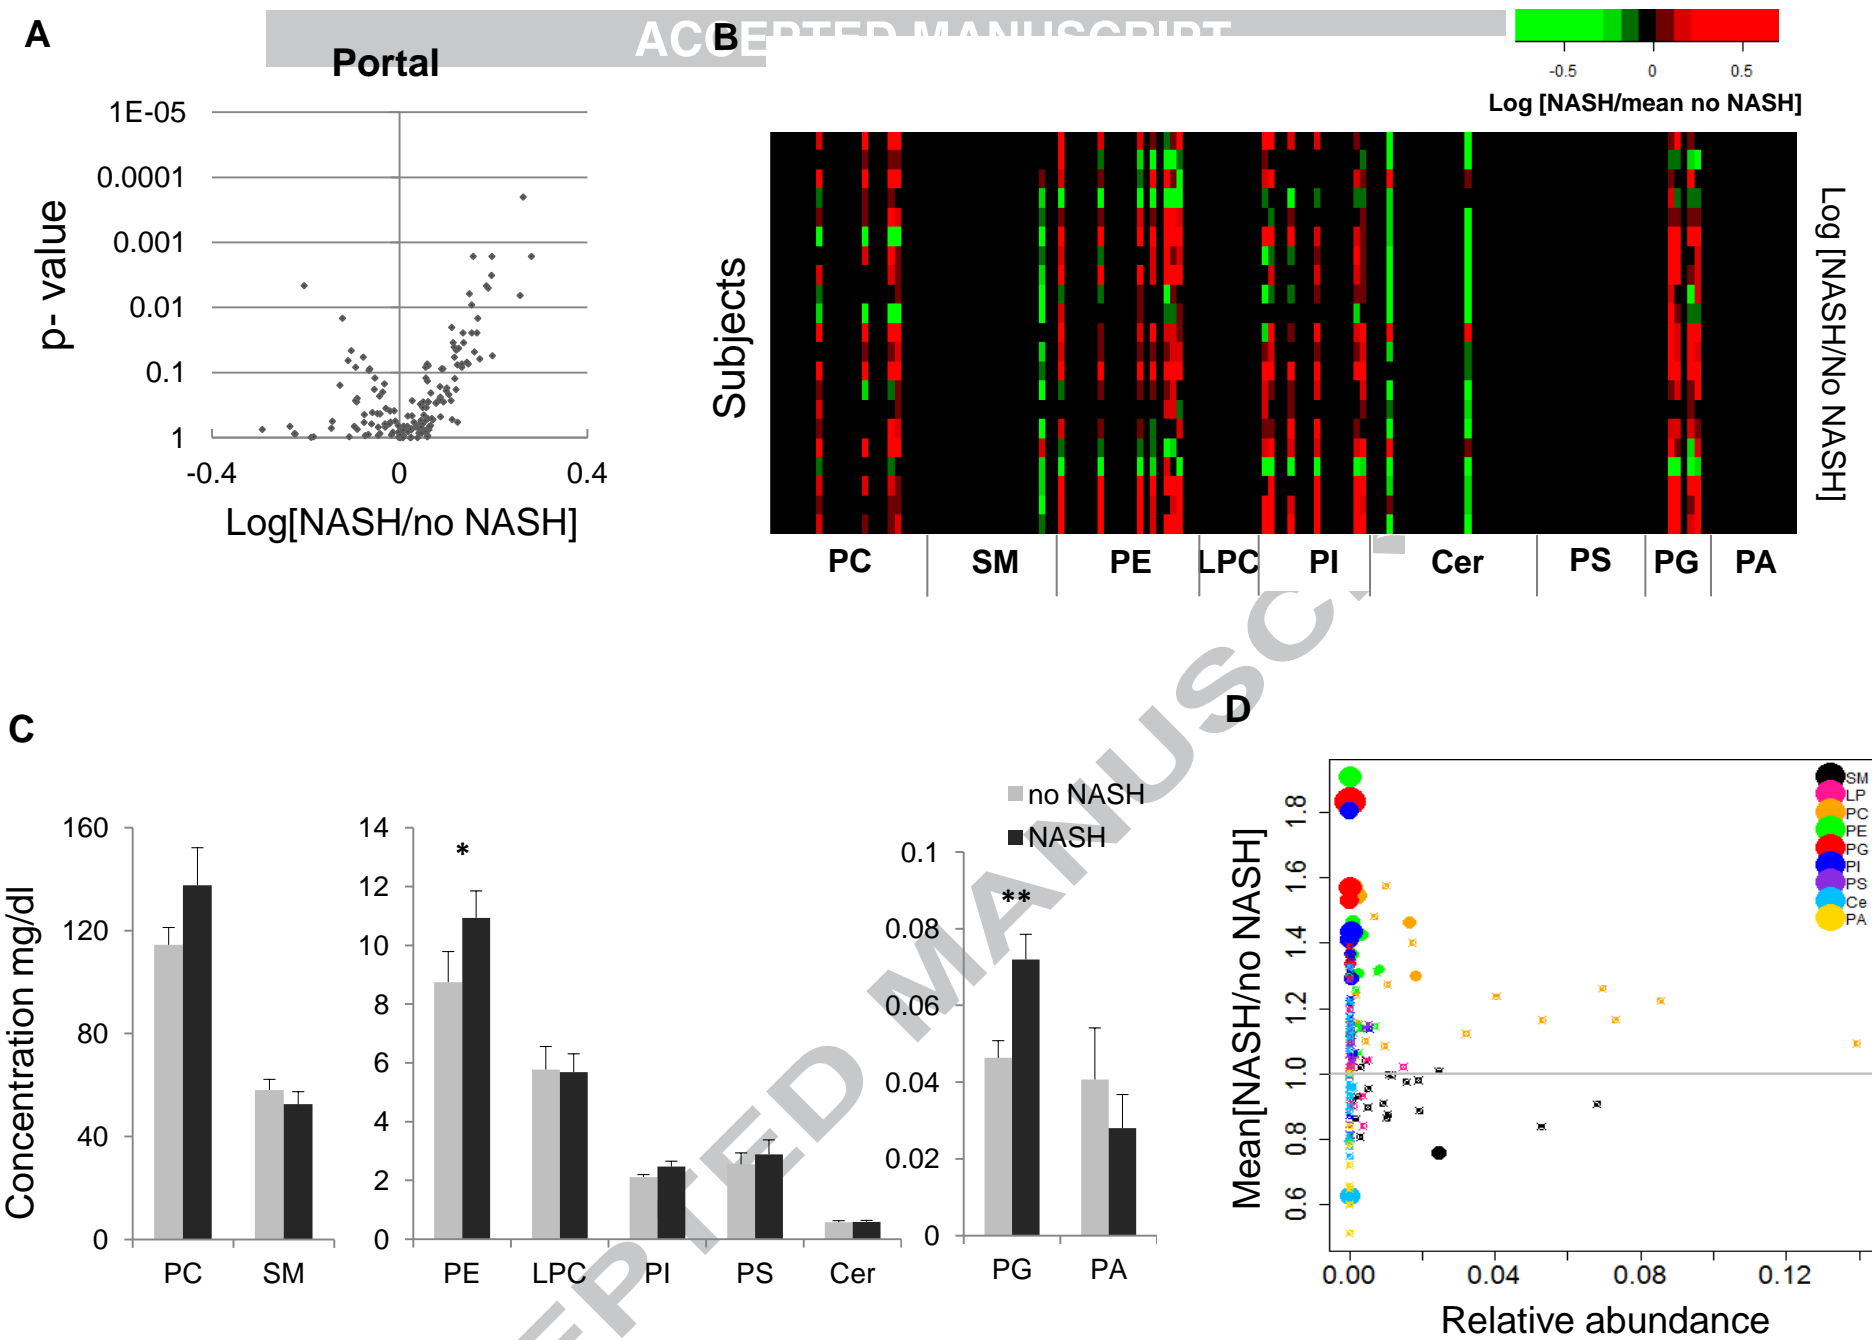 A
ACCEPTED MANUSCRIPT
B
Portal
1E-05
0.0001
0.001
0.01
0.1
1
-0.4
0
0.4
p- value
Log[NASH/no NASH]
-0.5
0
0.5
Log [NASH/mean no NASH]
Subjects
Log [NASH/No NASH]
PC
SM
PE
LPC
PI
Cer
PS
PG
PA
C
Concentration mg/dl
160
120
80
40
0
PC
SM
14
12
10
8
6
4
2
0
*
PE
LPC
PI
PS
Cer
no NASH
NASH
0.1
0.08
0.06
0.04
0.02
0
**
PG
PA
D
Mean[NASH/no NASH]
1.8
1.6
1.4
1.2
1.0
0.8
0.6
SM
LP
PC
PE
PG
PI
PS
Ce
PA
0.00
0.04
0.08
0.12
Relative abundance
EPTED MANUSC